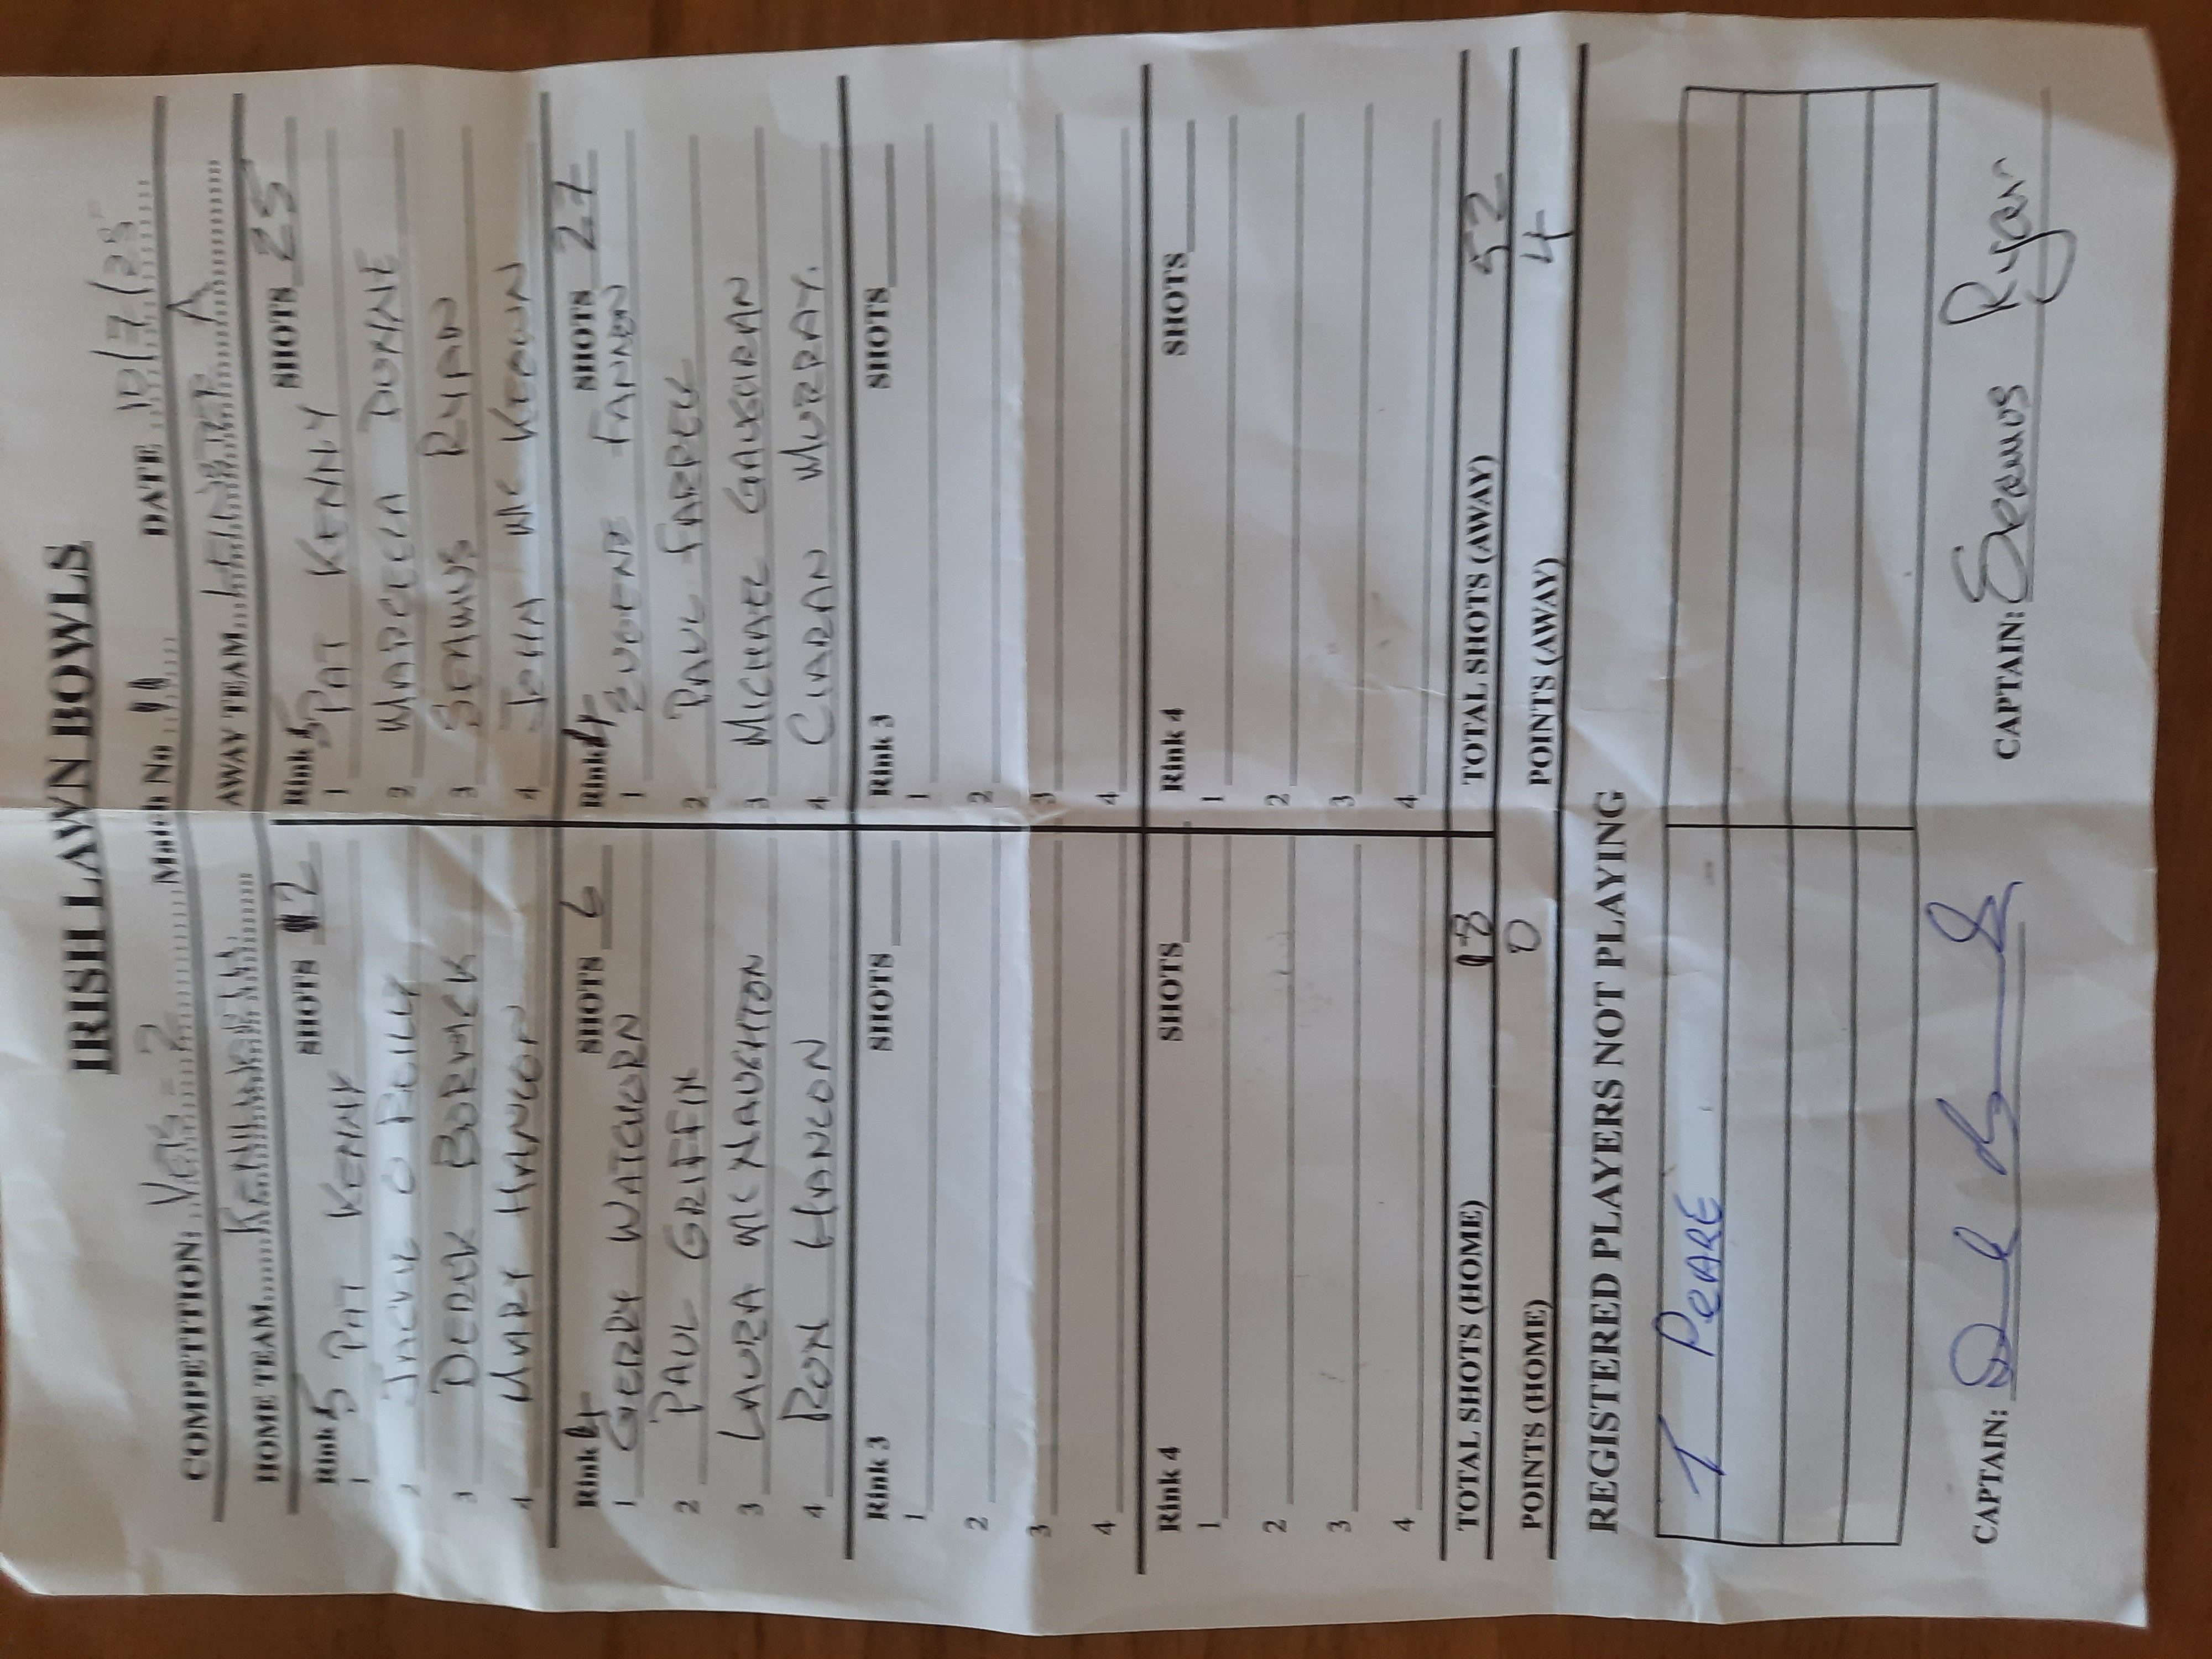 IRISH LAWN BOWLS
COMPETITION: VETS 2 Match No 11 DATE 10/7/25
HOME TEAM KENILWORTH AWAY TEAM LEINSTER A
Rink 5 SHOTS 12 Rink 5 SHOTS 25
1 PAT KENNY 1 PAT KENNY
2 JACKIE O REILLY 2 MARCELLA DUNNE
3 DEREK BORWICK 3 SEAMUS RYAN
4 MARY HANLON 4 JOHN MC KEOWN
Rink 4 SHOTS 6 Rink 4 SHOTS 27
1 GERRY WATCHORN 1 EUGENE FANNON
2 PAUL GRIFFIN 2 PAUL FARRELL
3 LAURA MC NAUGHTON 3 MICHAEL GAUGHRAN
4 RON HANLON 4 CIARAN MURRAY.
Rink 3 SHOTS Rink 3 SHOTS
1 1
2 2
3 3
4 4
Rink 4 SHOTS Rink 4 SHOTS
1 1
2 2
3 3
4 4
TOTAL SHOTS (HOME) 18 TOTAL SHOTS (AWAY) 52
POINTS (HOME) 0 POINTS (AWAY) 4
REGISTERED PLAYERS NOT PLAYING
T PEARE
CAPTAIN: CAPTAIN: Seamus Ryan